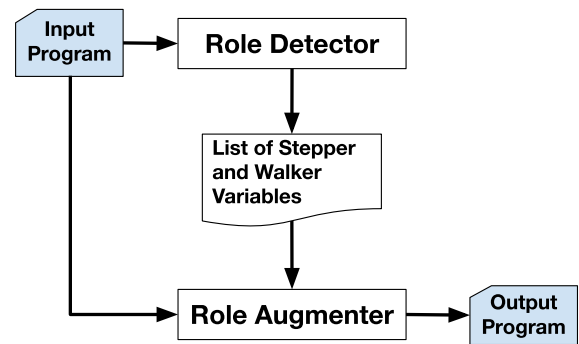 Input
Program
Role Detector
List of Stepper
and Walker
Variables
Role Augmenter
Output
Program